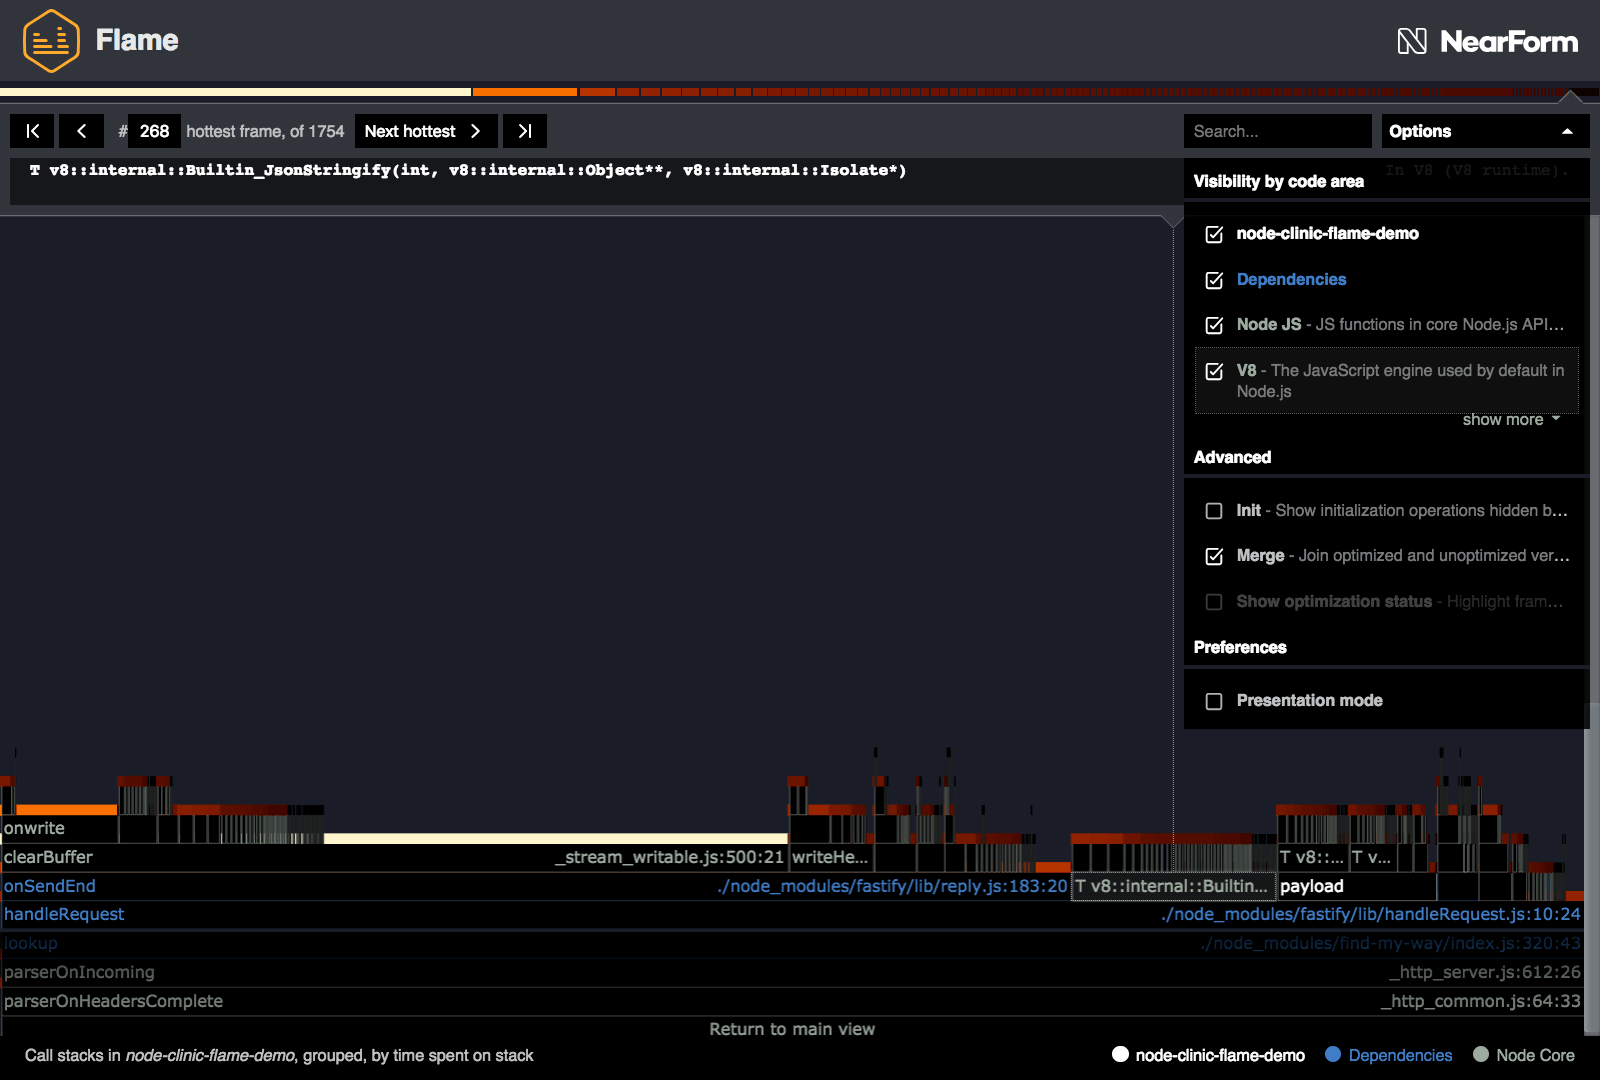 Flame
NearForm
# 268 hottest frame, of 1754 Next hottest
Search...
Options
T v8::internal::Builtin_JsonStringify(int, v8::internal::Object**, v8::internal::Isolate*)
In V8 (V8 runtime).
Visibility by code area
node-clinic-flame-demo
Dependencies
Node JS - JS functions in core Node.js API...
V8 - The JavaScript engine used by default in
Node.js
show more
Advanced
Init - Show initialization operations hidden b...
Merge - Join optimized and unoptimized ver...
Show optimization status - Highlight fram...
Preferences
Presentation mode
onwrite
clearBuffer _stream_writable.js:500:21 writeHe... T v8::... T v...
onSendEnd ./node_modules/fastify/lib/reply.js:183:20 T v8::internal::Builtin... payload
handleRequest ./node_modules/fastify/lib/handleRequest.js:10:24
lookup ./node_modules/find-my-way/index.js:320:43
parserOnIncoming _http_server.js:612:26
parserOnHeadersComplete _http_common.js:64:33
Return to main view
Call stacks in node-clinic-flame-demo, grouped, by time spent on stack
node-clinic-flame-demo Dependencies Node Core